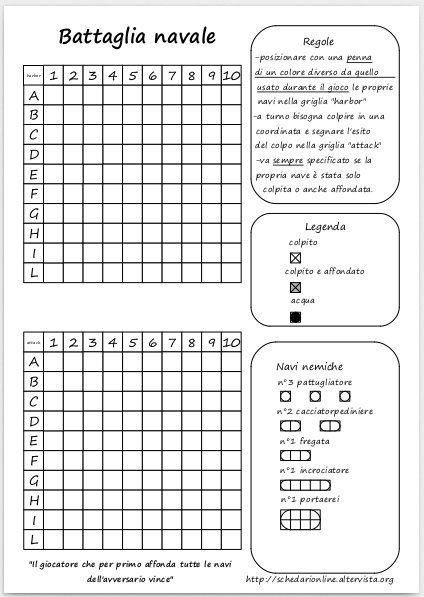 Battaglia navale
harbor 1 2 3 4 5 6 7 8 9 10
A
B
C
D
E
F
G
H
I
L
attack 1 2 3 4 5 6 7 8 9 10
A
B
C
D
E
F
G
H
I
L
"Il giocatore che per primo affonda tutte le navi
dell'avversario vince"
Regole
-posizionare con una penna
di un colore diverso da quello
usato durante il gioco le proprie
navi nella griglia "harbor"
-a turno bisogna colpire in una
coordinata e segnare l'esito
del colpo nella griglia "attack"
-va sempre specificato se la
propria nave è stata solo
colpita o anche affondata.
Legenda
colpito
colpito e affondato
acqua
Navi nemiche
n°3 pattugliatore
n°2 cacciatorpediniere
n°1 fregata
n°1 incrociatore
n°1 portaerei
http://schedarionline.altervista.org